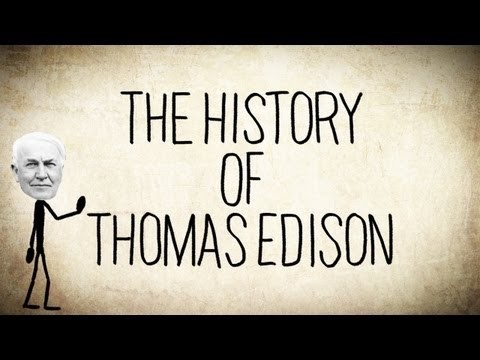 THE HISTORY
OF
THOMAS EDISON